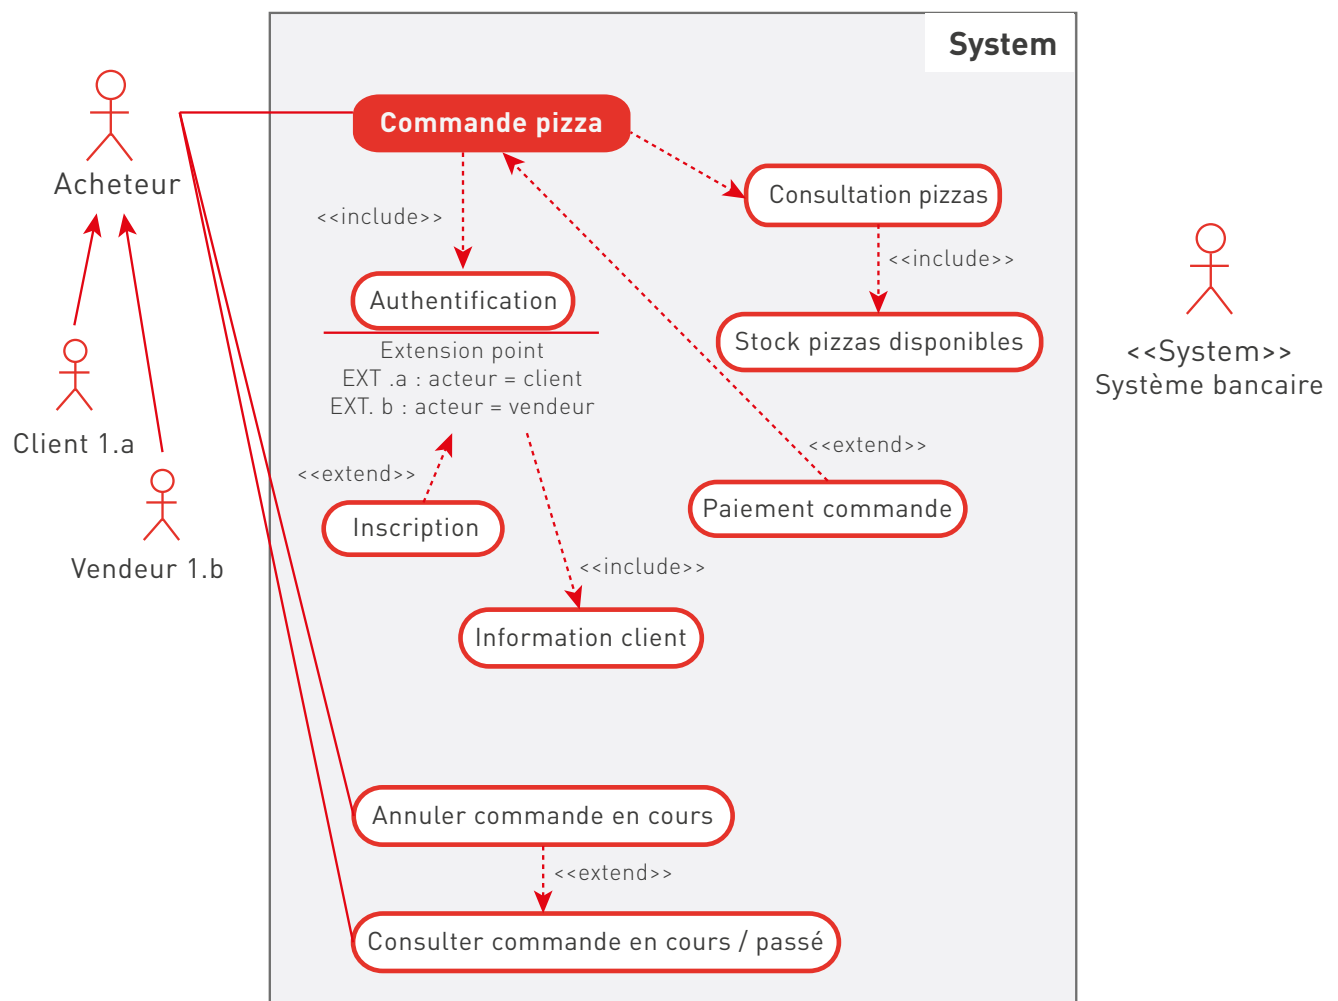 System
Commande pizza
Acheteur
Consultation pizzas
<<include>>
<<include>>
Authentification
Stock pizzas disponibles
<<System>>
Système bancaire
Extension point
EXT .a : acteur = client
EXT. b : acteur = vendeur
Client 1.a
<<extend>>
<<extend>>
Paiement commande
Inscription
Vendeur 1.b
<<include>>
Information client
Annuler commande en cours
<<extend>>
Consulter commande en cours / passé